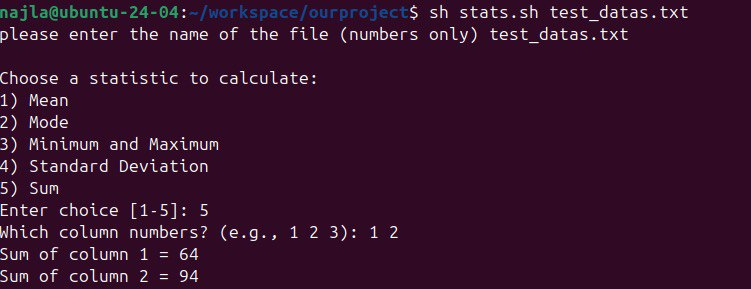 najla@ubuntu-24-04:~/workspace/ourproject$ sh stats.sh test_datas.txt
please enter the name of the file (numbers only) test_datas.txt
Choose a statistic to calculate:
1) Mean
2) Mode
3) Minimum and Maximum
4) Standard Deviation
5) Sum
Enter choice [1-5]: 5
Which column numbers? (e.g., 1 2 3): 1 2
Sum of column 1 = 64
Sum of column 2 = 94